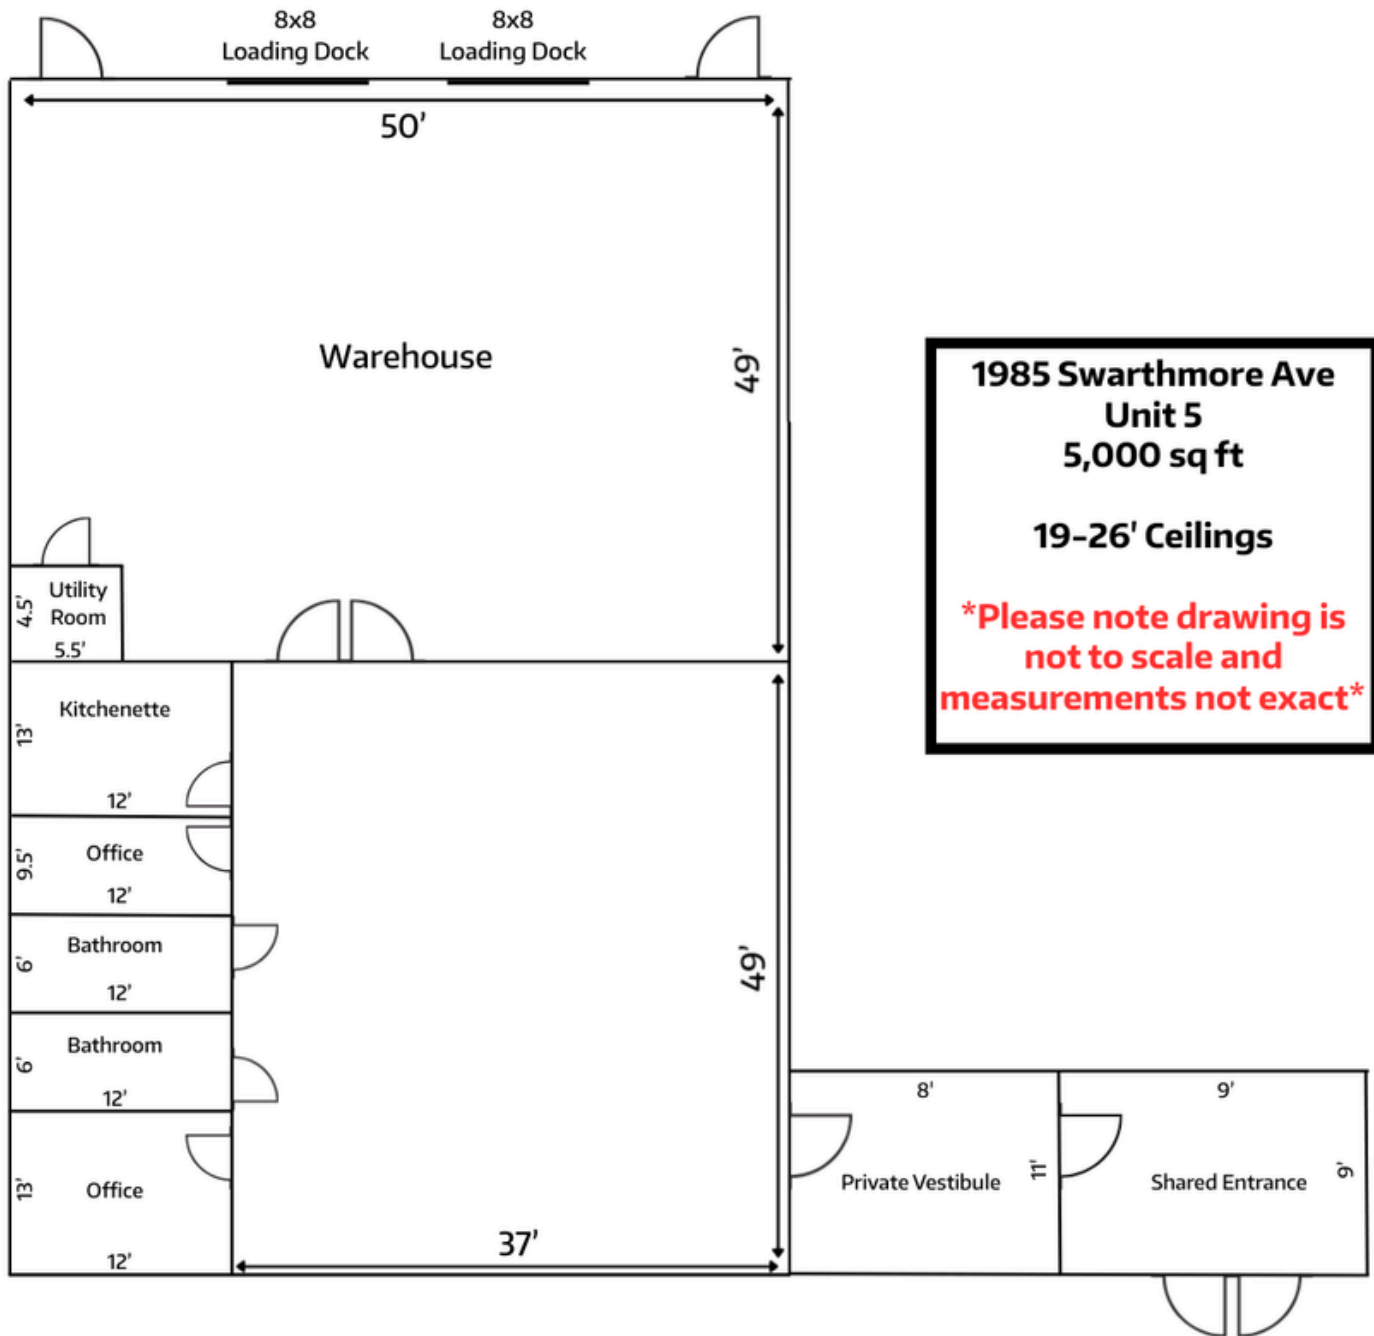 8x8
Loading Dock
8x8
Loading Dock
50'
Warehouse
49'
1985 Swarthmore Ave
Unit 5
5,000 sq ft
19-26' Ceilings
*Please note drawing is
not to scale and
measurements not exact*
4.5'
Utility
Room
5.5'
Kitchenette
13'
12'
Office
9.5'
12'
Bathroom
6'
12'
Bathroom
6'
12'
Office
13'
12'
49'
37'
8'
11'
Private Vestibule
9'
9'
Shared Entrance